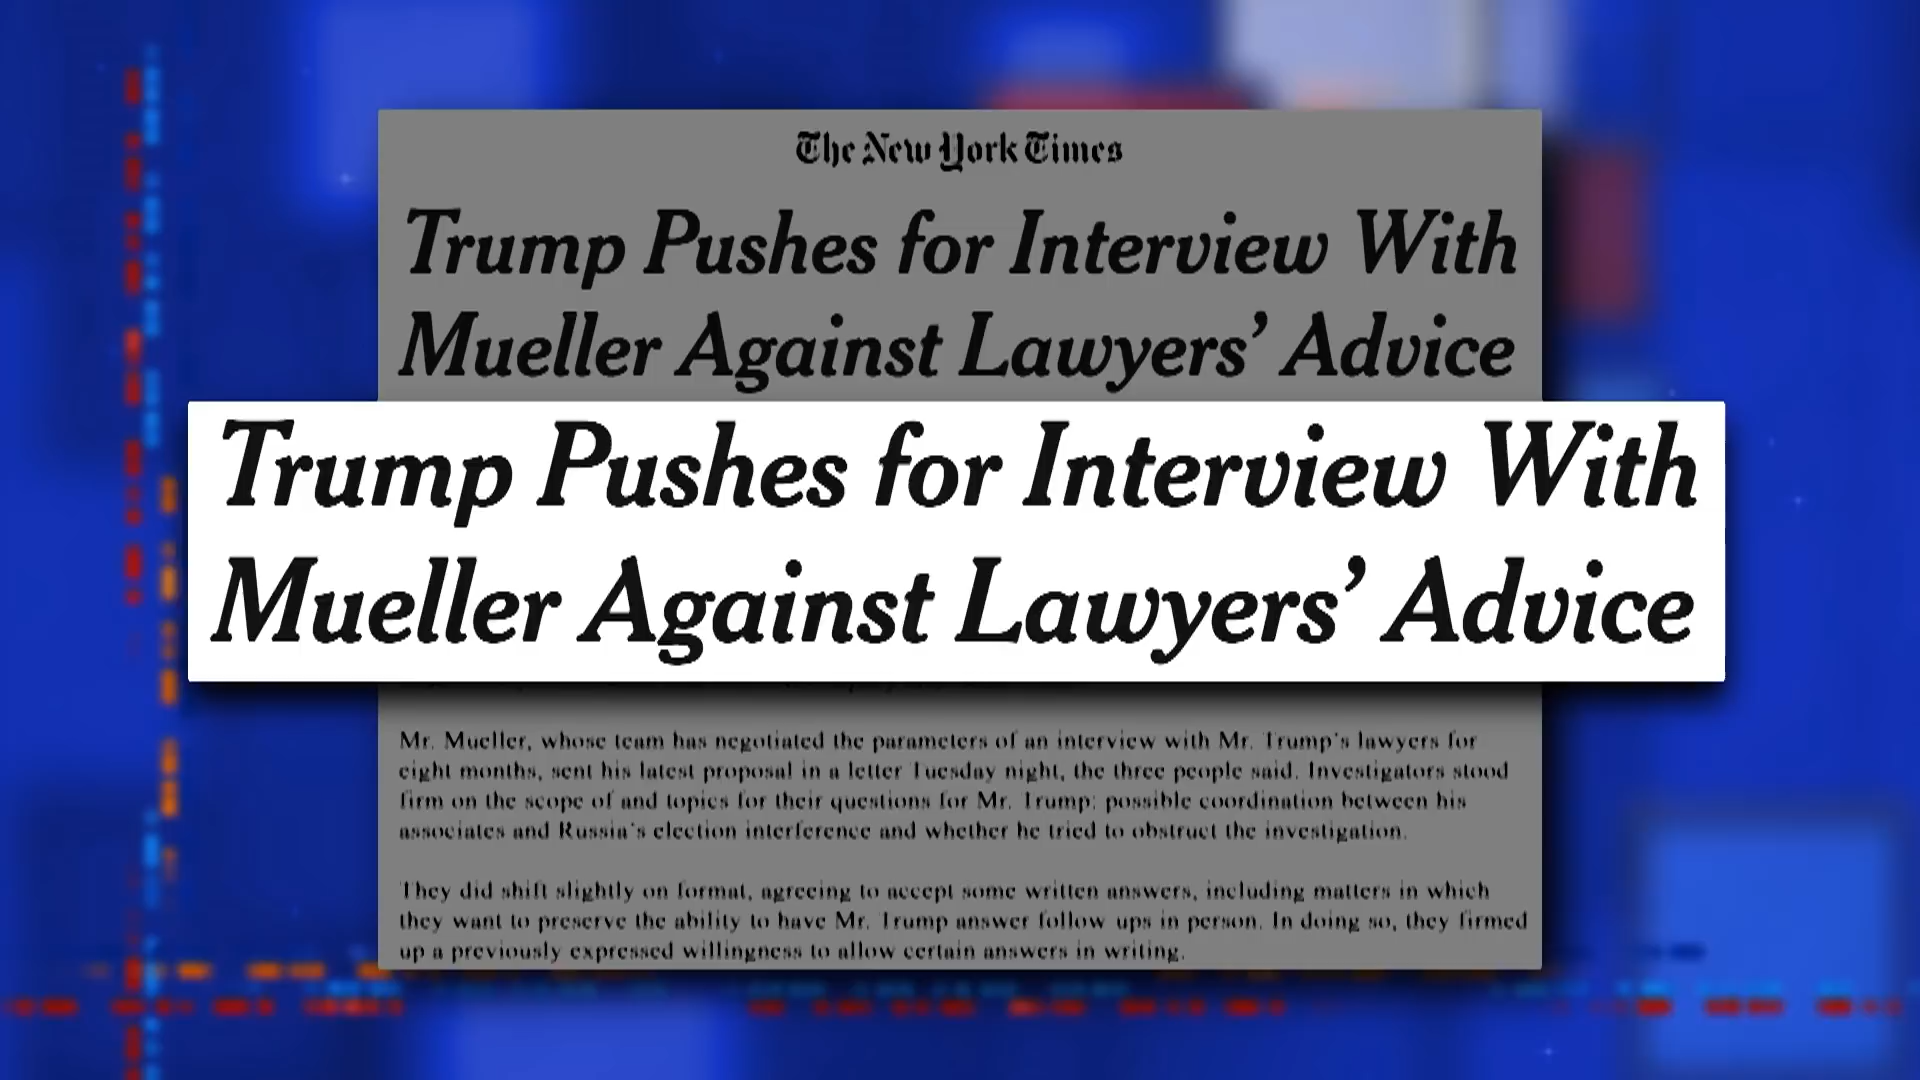 The New York Times
Trump Pushes for Interview With
Mueller Against Lawyers’ Advice
Trump Pushes for Interview With
Mueller Against Lawyers’ Advice
Mr. Mueller, whose team has negotiated the parameters of an interview with Mr. Trump's lawyers for
eight months, sent his latest proposal in a letter Tuesday night, the three people said. Investigators stood
firm on the scope of and topics for their questions for Mr. Trump: possible coordination between his
associates and Russia's election interference and whether he tried to obstruct the investigation.
They did shift slightly on format, agreeing to accept some written answers, including matters in which
they want to preserve the ability to have Mr. Trump answer follow ups in person. In doing so, they firmed
up a previously expressed willingness to allow certain answers in writing.